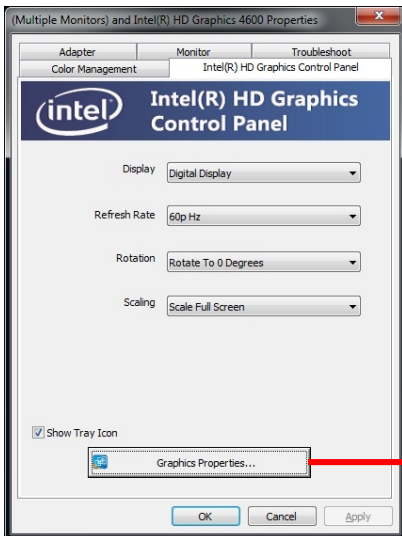 (Multiple Monitors) and Intel(R) HD Graphics 4600 Properties
Adapter Monitor Troubleshoot
Color Management Intel(R) HD Graphics Control Panel
intel Intel(R) HD Graphics
Control Panel
Display Digital Display
Refresh Rate 60p Hz
Rotation Rotate To 0 Degrees
Scaling Scale Full Screen
Show Tray Icon
Graphics Properties...
OK Cancel Apply